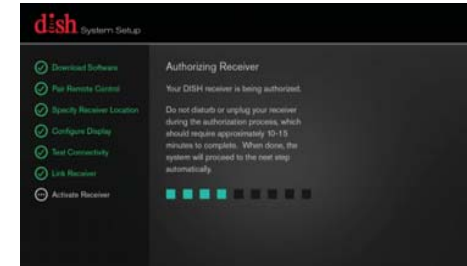 dish System Setup
Download Software
Pair Remote Control
Specify Receiver Location
Configure Display
Test Connectivity
Link Receiver
Activate Receiver
Authorizing Receiver
Your DISH receiver is being authorized.
Do not disturb or unplug your receiver
during the authorization process, which
should require approximately 10-15
minutes to complete. When done, the
system will proceed to the next step
automatically.